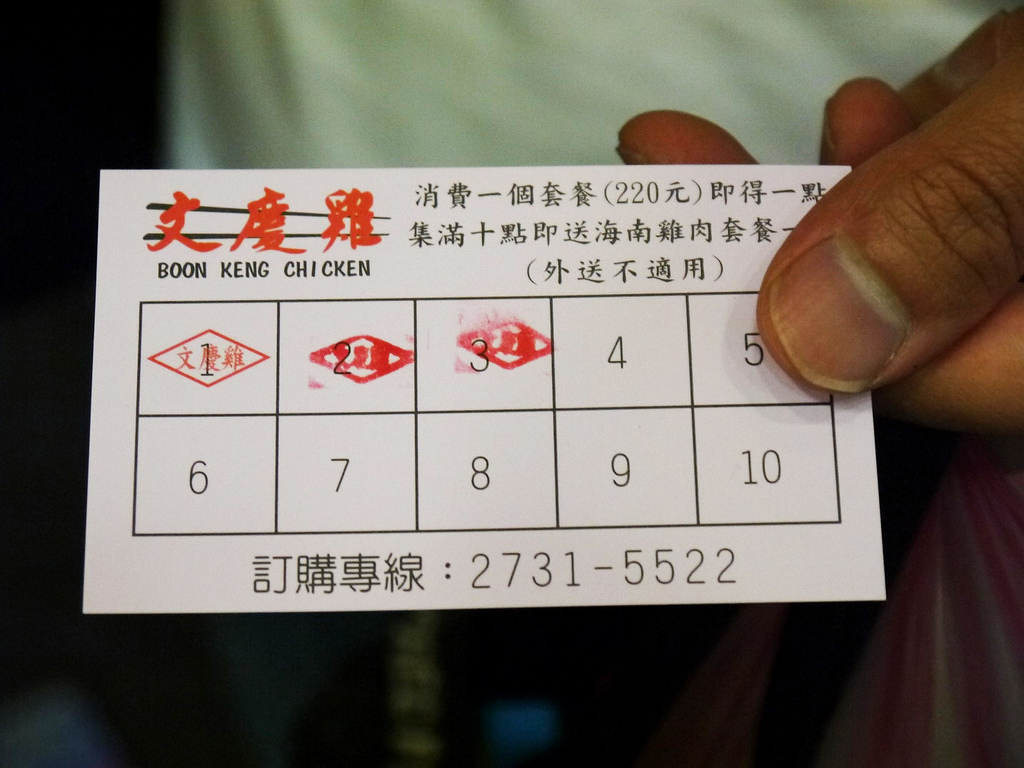 文慶雞
BOON KENG CHICKEN
消費一個套餐(220元)即得一點
集滿十點即送海南雞肉套餐一
(外送不適用)
1 2 3 4 5
文慶雞
6 7 8 9 10
訂購專線：2731-5522